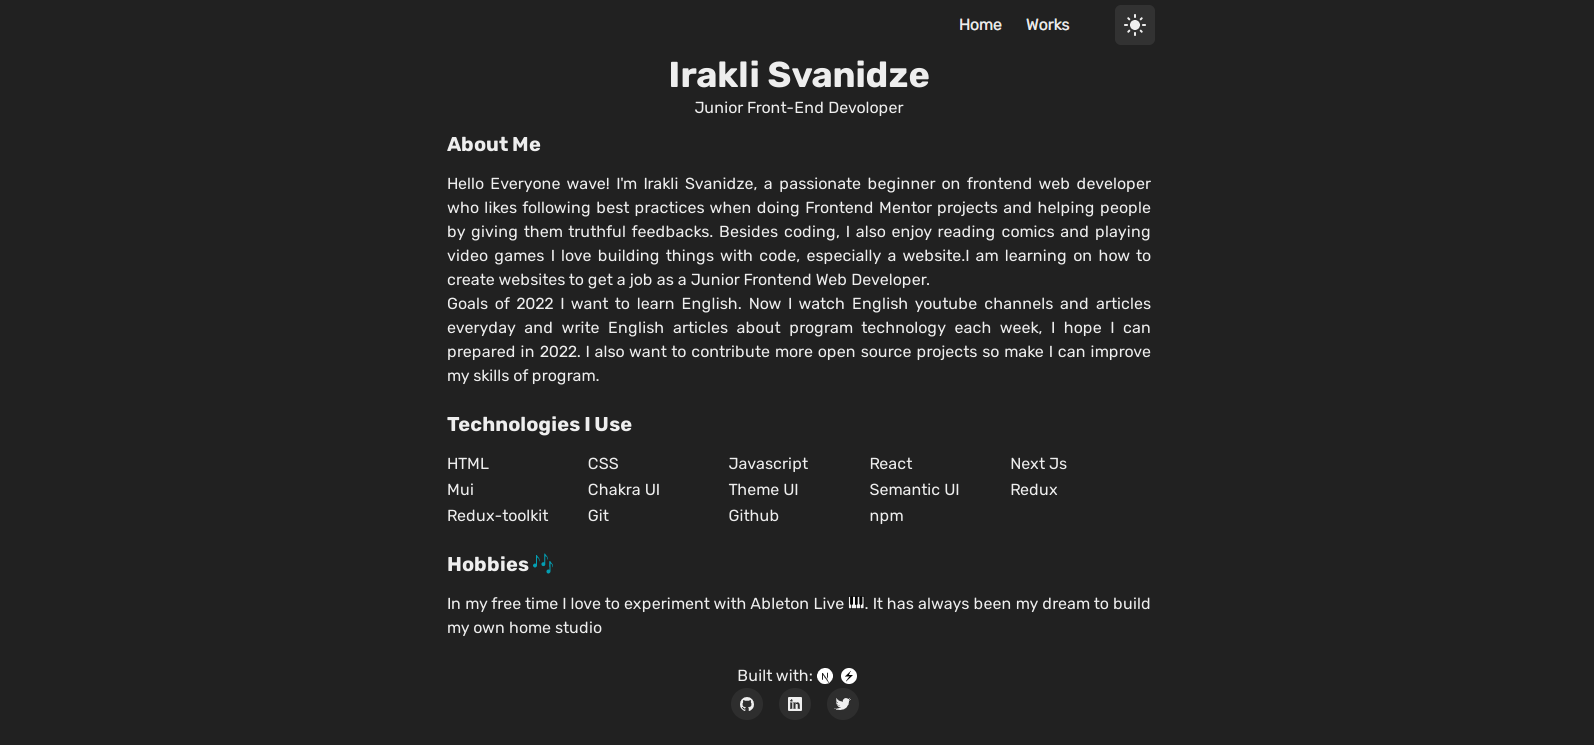 Home Works
Irakli Svanidze
Junior Front-End Devoloper
About Me
Hello Everyone wave! I'm Irakli Svanidze, a passionate beginner on frontend web developer
who likes following best practices when doing Frontend Mentor projects and helping people
by giving them truthful feedbacks. Besides coding, I also enjoy reading comics and playing
video games I love building things with code, especially a website.I am learning on how to
create websites to get a job as a Junior Frontend Web Developer.
Goals of 2022 I want to learn English. Now I watch English youtube channels and articles
everyday and write English articles about program technology each week, I hope I can
prepared in 2022. I also want to contribute more open source projects so make I can improve
my skills of program.
Technologies I Use
HTML CSS Javascript React Next Js
Mui Chakra UI Theme UI Semantic UI Redux
Redux-toolkit Git Github npm
Hobbies 🎶
In my free time I love to experiment with Ableton Live 🎹. It has always been my dream to build
my own home studio
Built with: